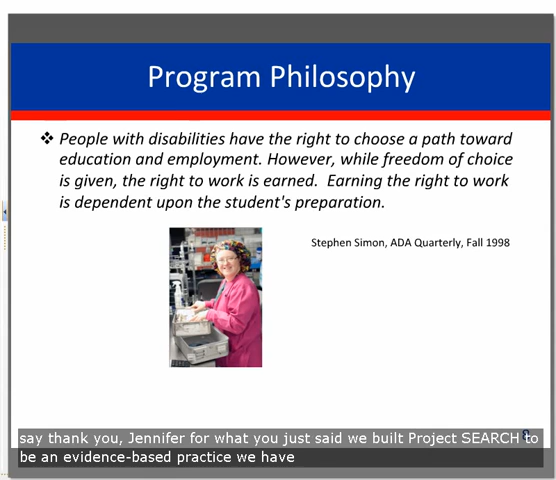 Program Philosophy
❖ People with disabilities have the right to choose a path toward
education and employment. However, while freedom of choice
is given, the right to work is earned.  Earning the right to work
is dependent upon the student's preparation.
Stephen Simon, ADA Quarterly, Fall 1998
say thank you, Jennifer for what you just said we built Project SEARCH to
be an evidence-based practice we have